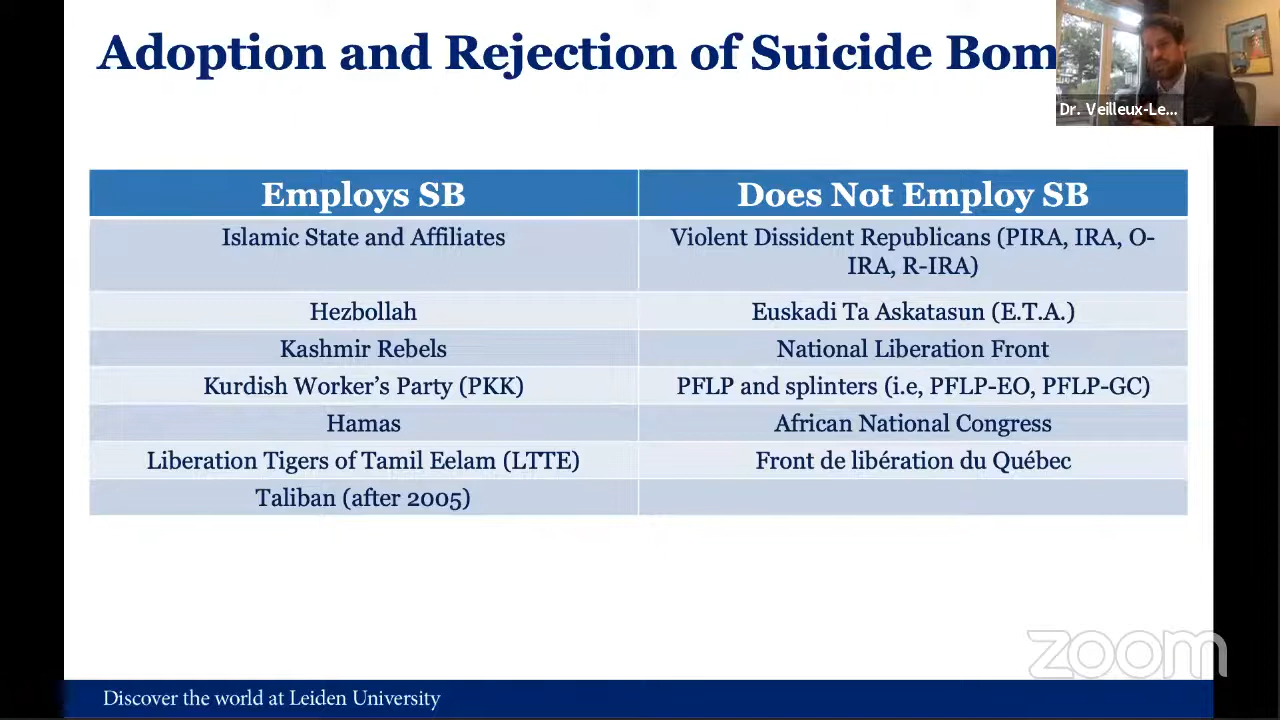 Adoption and Rejection of Suicide Bom
Dr. Veilleux-Le...
Employs SB
Does Not Employ SB
Islamic State and Affiliates
Violent Dissident Republicans (PIRA, IRA, O-
IRA, R-IRA)
Hezbollah
Euskadi Ta Askatasun (E.T.A.)
Kashmir Rebels
National Liberation Front
Kurdish Worker's Party (PKK)
PFLP and splinters (i.e, PFLP-EO, PFLP-GC)
Hamas
African National Congress
Liberation Tigers of Tamil Eelam (LTTE)
Front de libération du Québec
Taliban (after 2005)
zoom
Discover the world at Leiden University